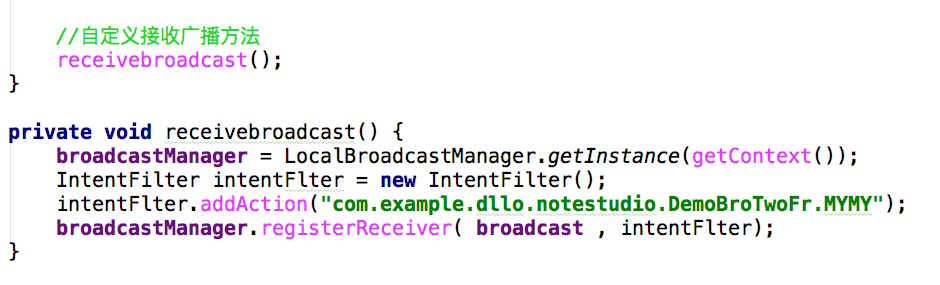 //自定义接收广播方法
receivebroadcast();
}
private void receivebroadcast() {
broadcastManager = LocalBroadcastManager.getInstance(getContext());
IntentFilter intentFlter = new IntentFilter();
intentFlter.addAction("com.example.dllo.notestudio.DemoBroTwoFr.MYMY");
broadcastManager.registerReceiver( broadcast , intentFlter);
}